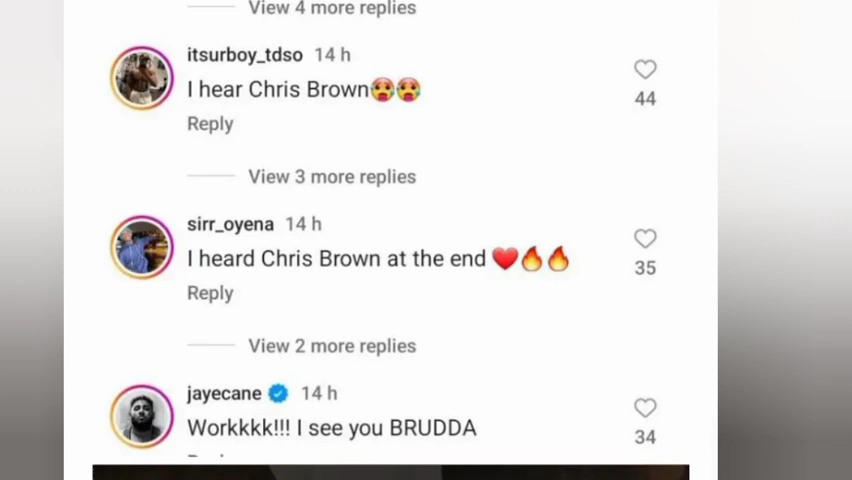 View 4 more replies
itsurboy_tdso 14 h
I hear Chris Brown🥵🥵
44
Reply
View 3 more replies
sirr_oyena 14 h
I heard Chris Brown at the end ❤️🔥🔥
35
Reply
View 2 more replies
jayecane 14 h
Workkkk!!! I see you BRUDDA
34